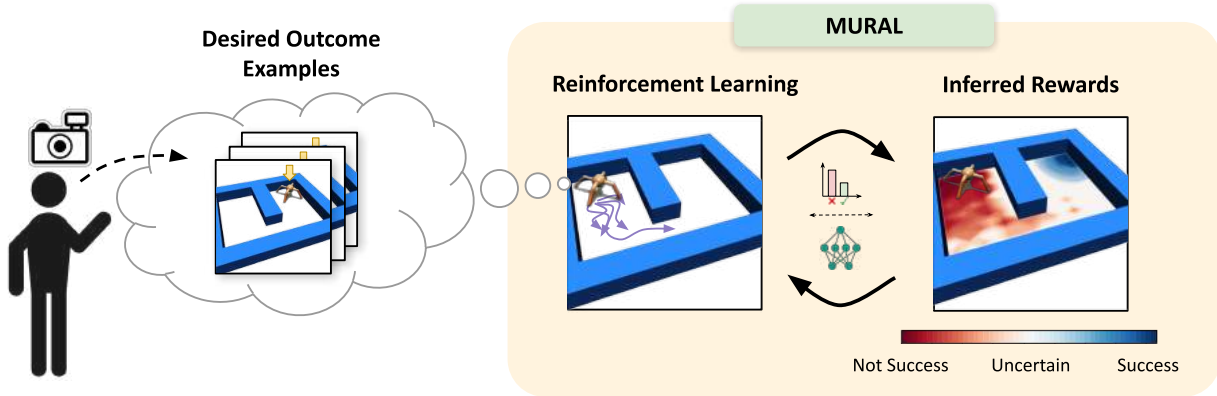 Desired Outcome
Examples
MURAL
Reinforcement Learning
Inferred Rewards
Not Success
Uncertain
Success